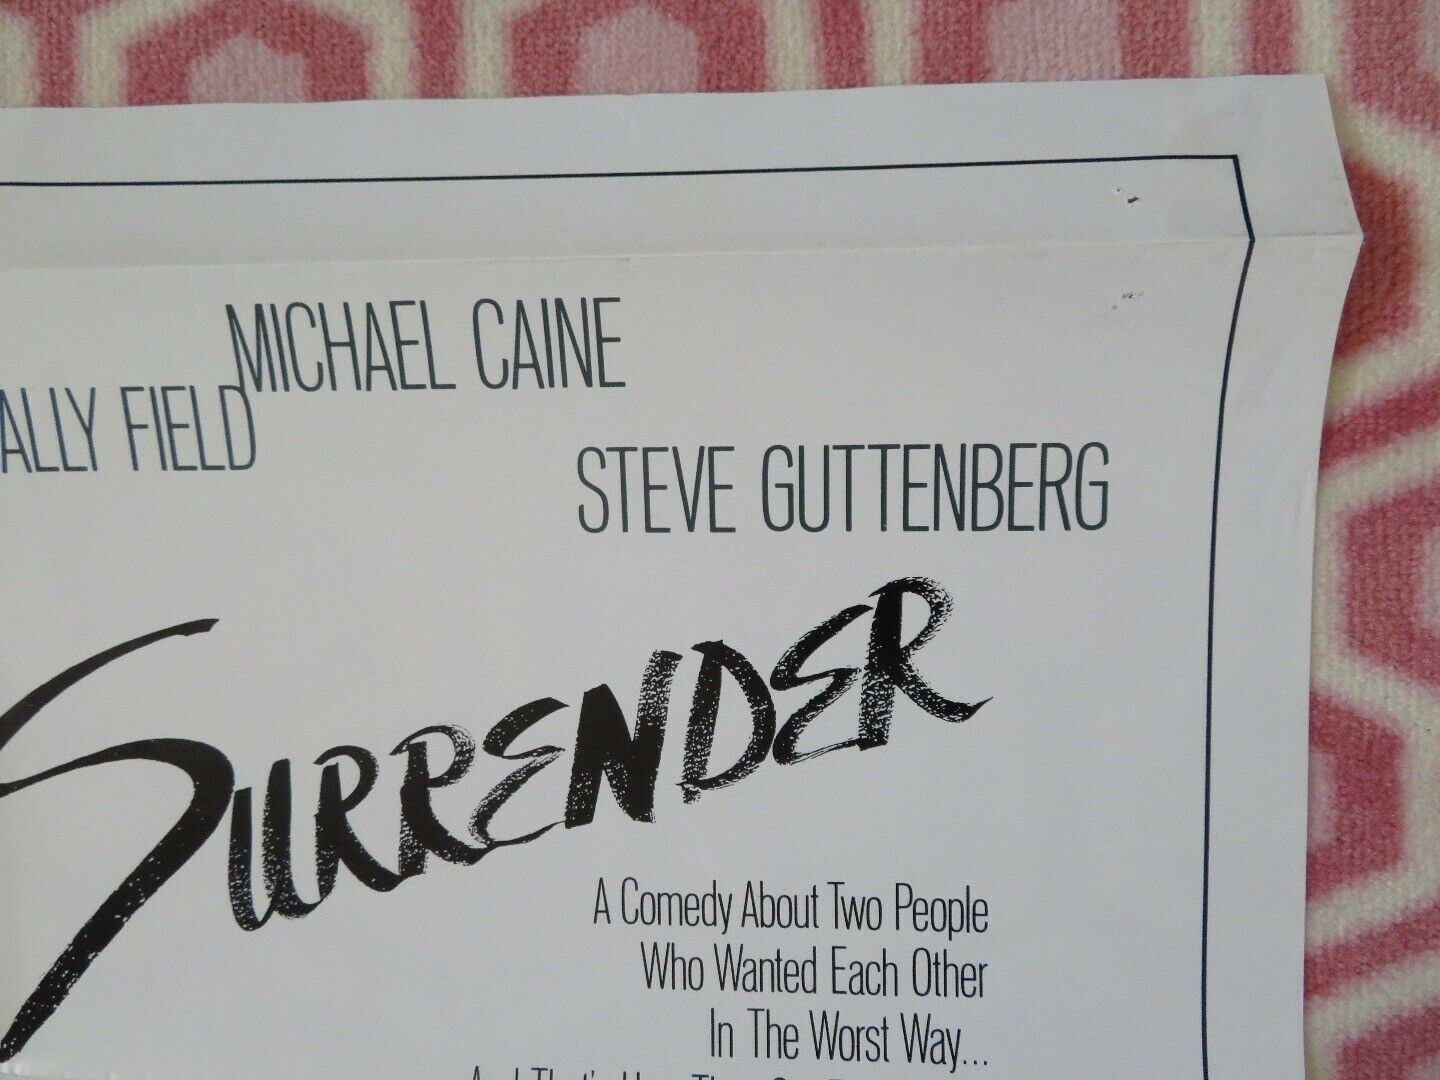 MICHAEL CAINE
ALLY FIELD
STEVE GUTTENBERG
SURRENDER
A Comedy About Two People
Who Wanted Each Other
In The Worst Way...